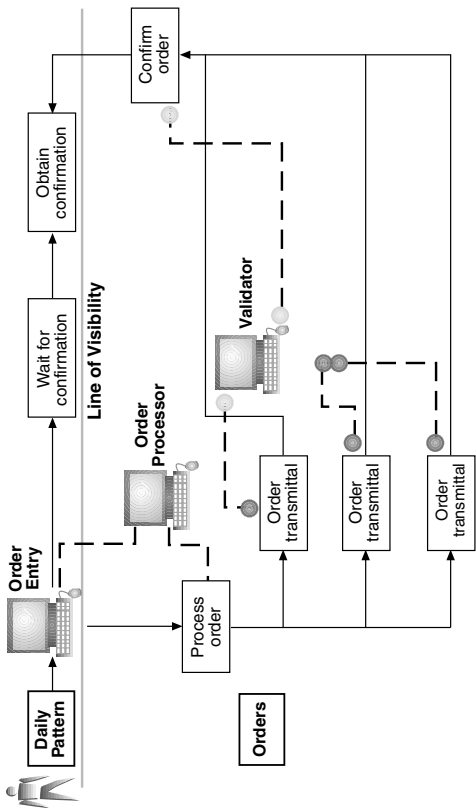 Daily
Pattern
Order
Entry
Wait for
confirmation
Obtain
confirmation
Line of Visibility
Order
Processor
Process
order
Confirm
order
Validator
Orders
Order
transmittal
Order
transmittal
Order
transmittal